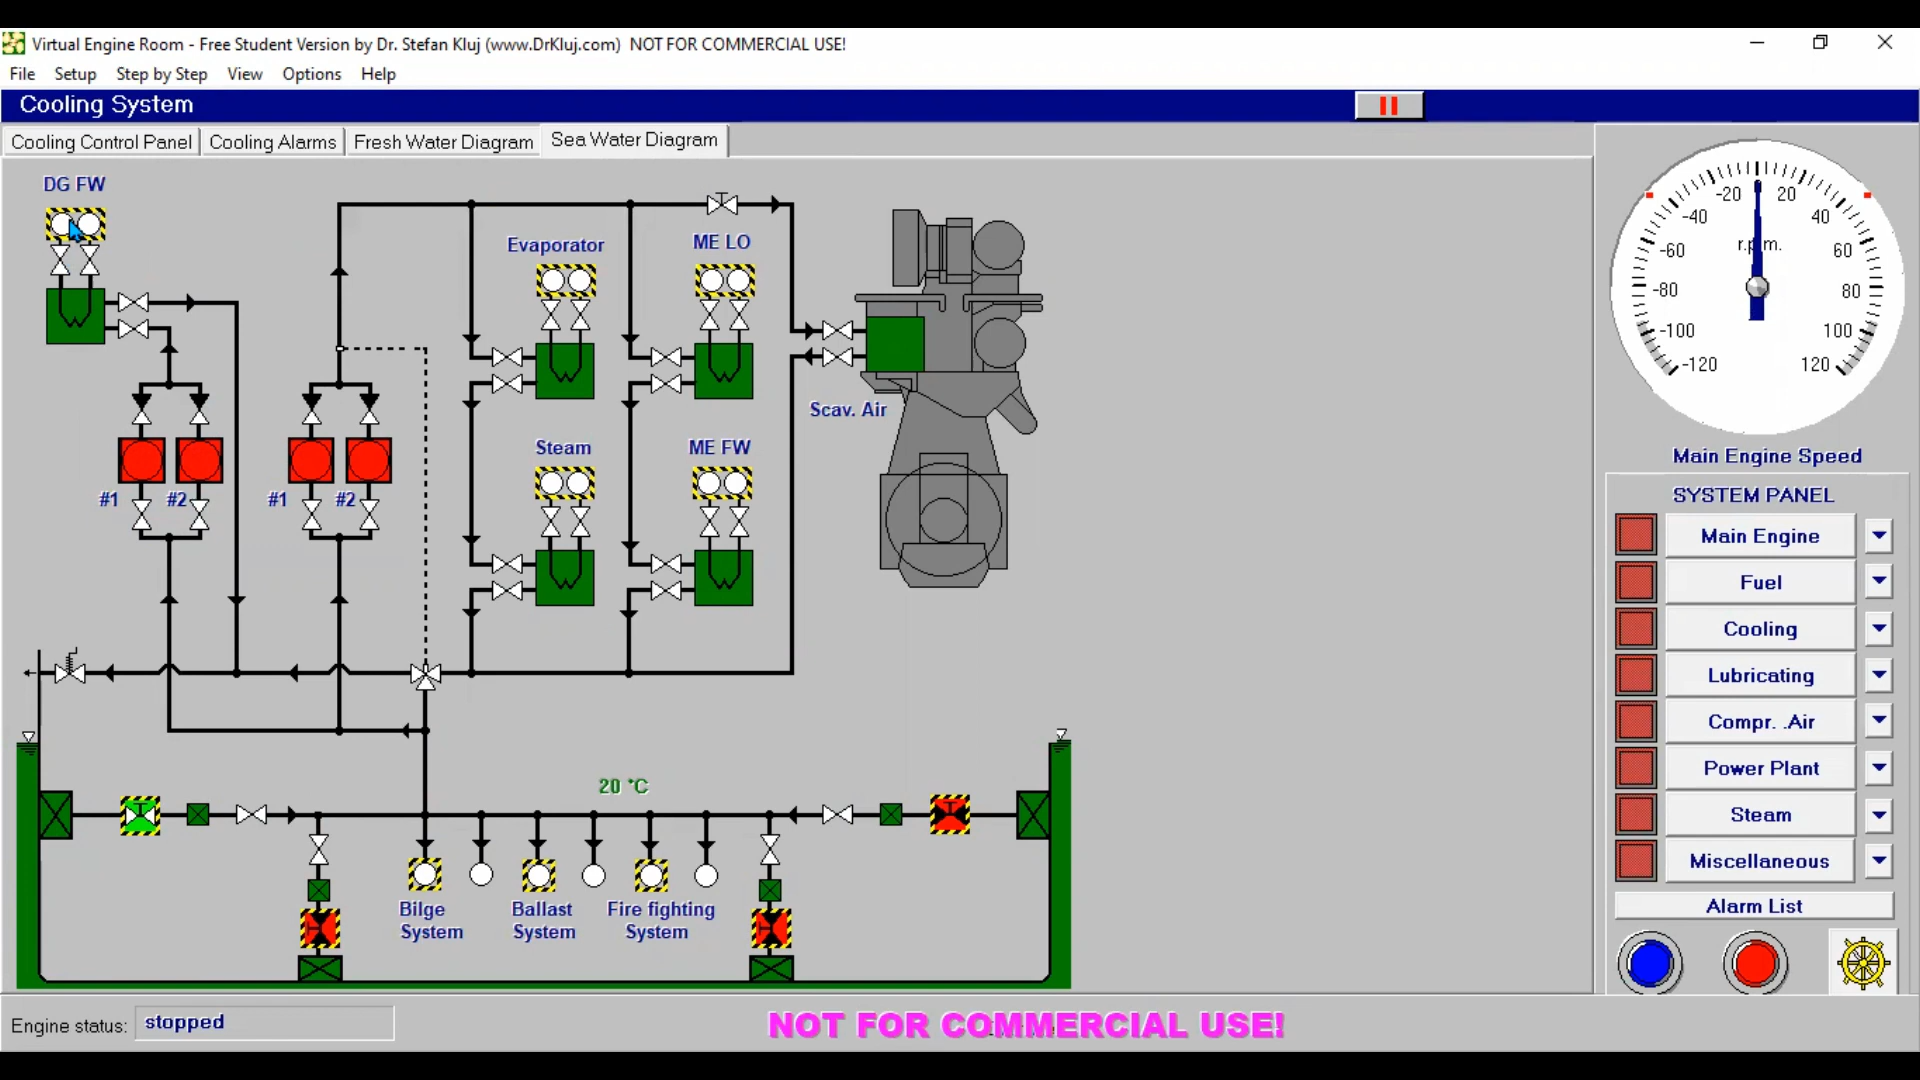 Virtual Engine Room - Free Student Version by Dr. Stefan Kluj (www.DrKluj.com)  NOT FOR COMMERCIAL USE!
File Setup Step by Step View Options Help
Cooling System
Cooling Control Panel Cooling Alarms Fresh Water Diagram Sea Water Diagram
DG FW
Evaporator
ME LO
Scav. Air
Steam
ME FW
#1 #2 #1 #2
20 °C
Bilge System
Ballast System
Fire fighting System
-20 20
-40 40
r.p.m.
-60 60
-80 80
-100 100
-120 120
Main Engine Speed
SYSTEM PANEL
Main Engine
Fuel
Cooling
Lubricating
Compr. .Air
Power Plant
Steam
Miscellaneous
Alarm List
Engine status: stopped
NOT FOR COMMERCIAL USE!